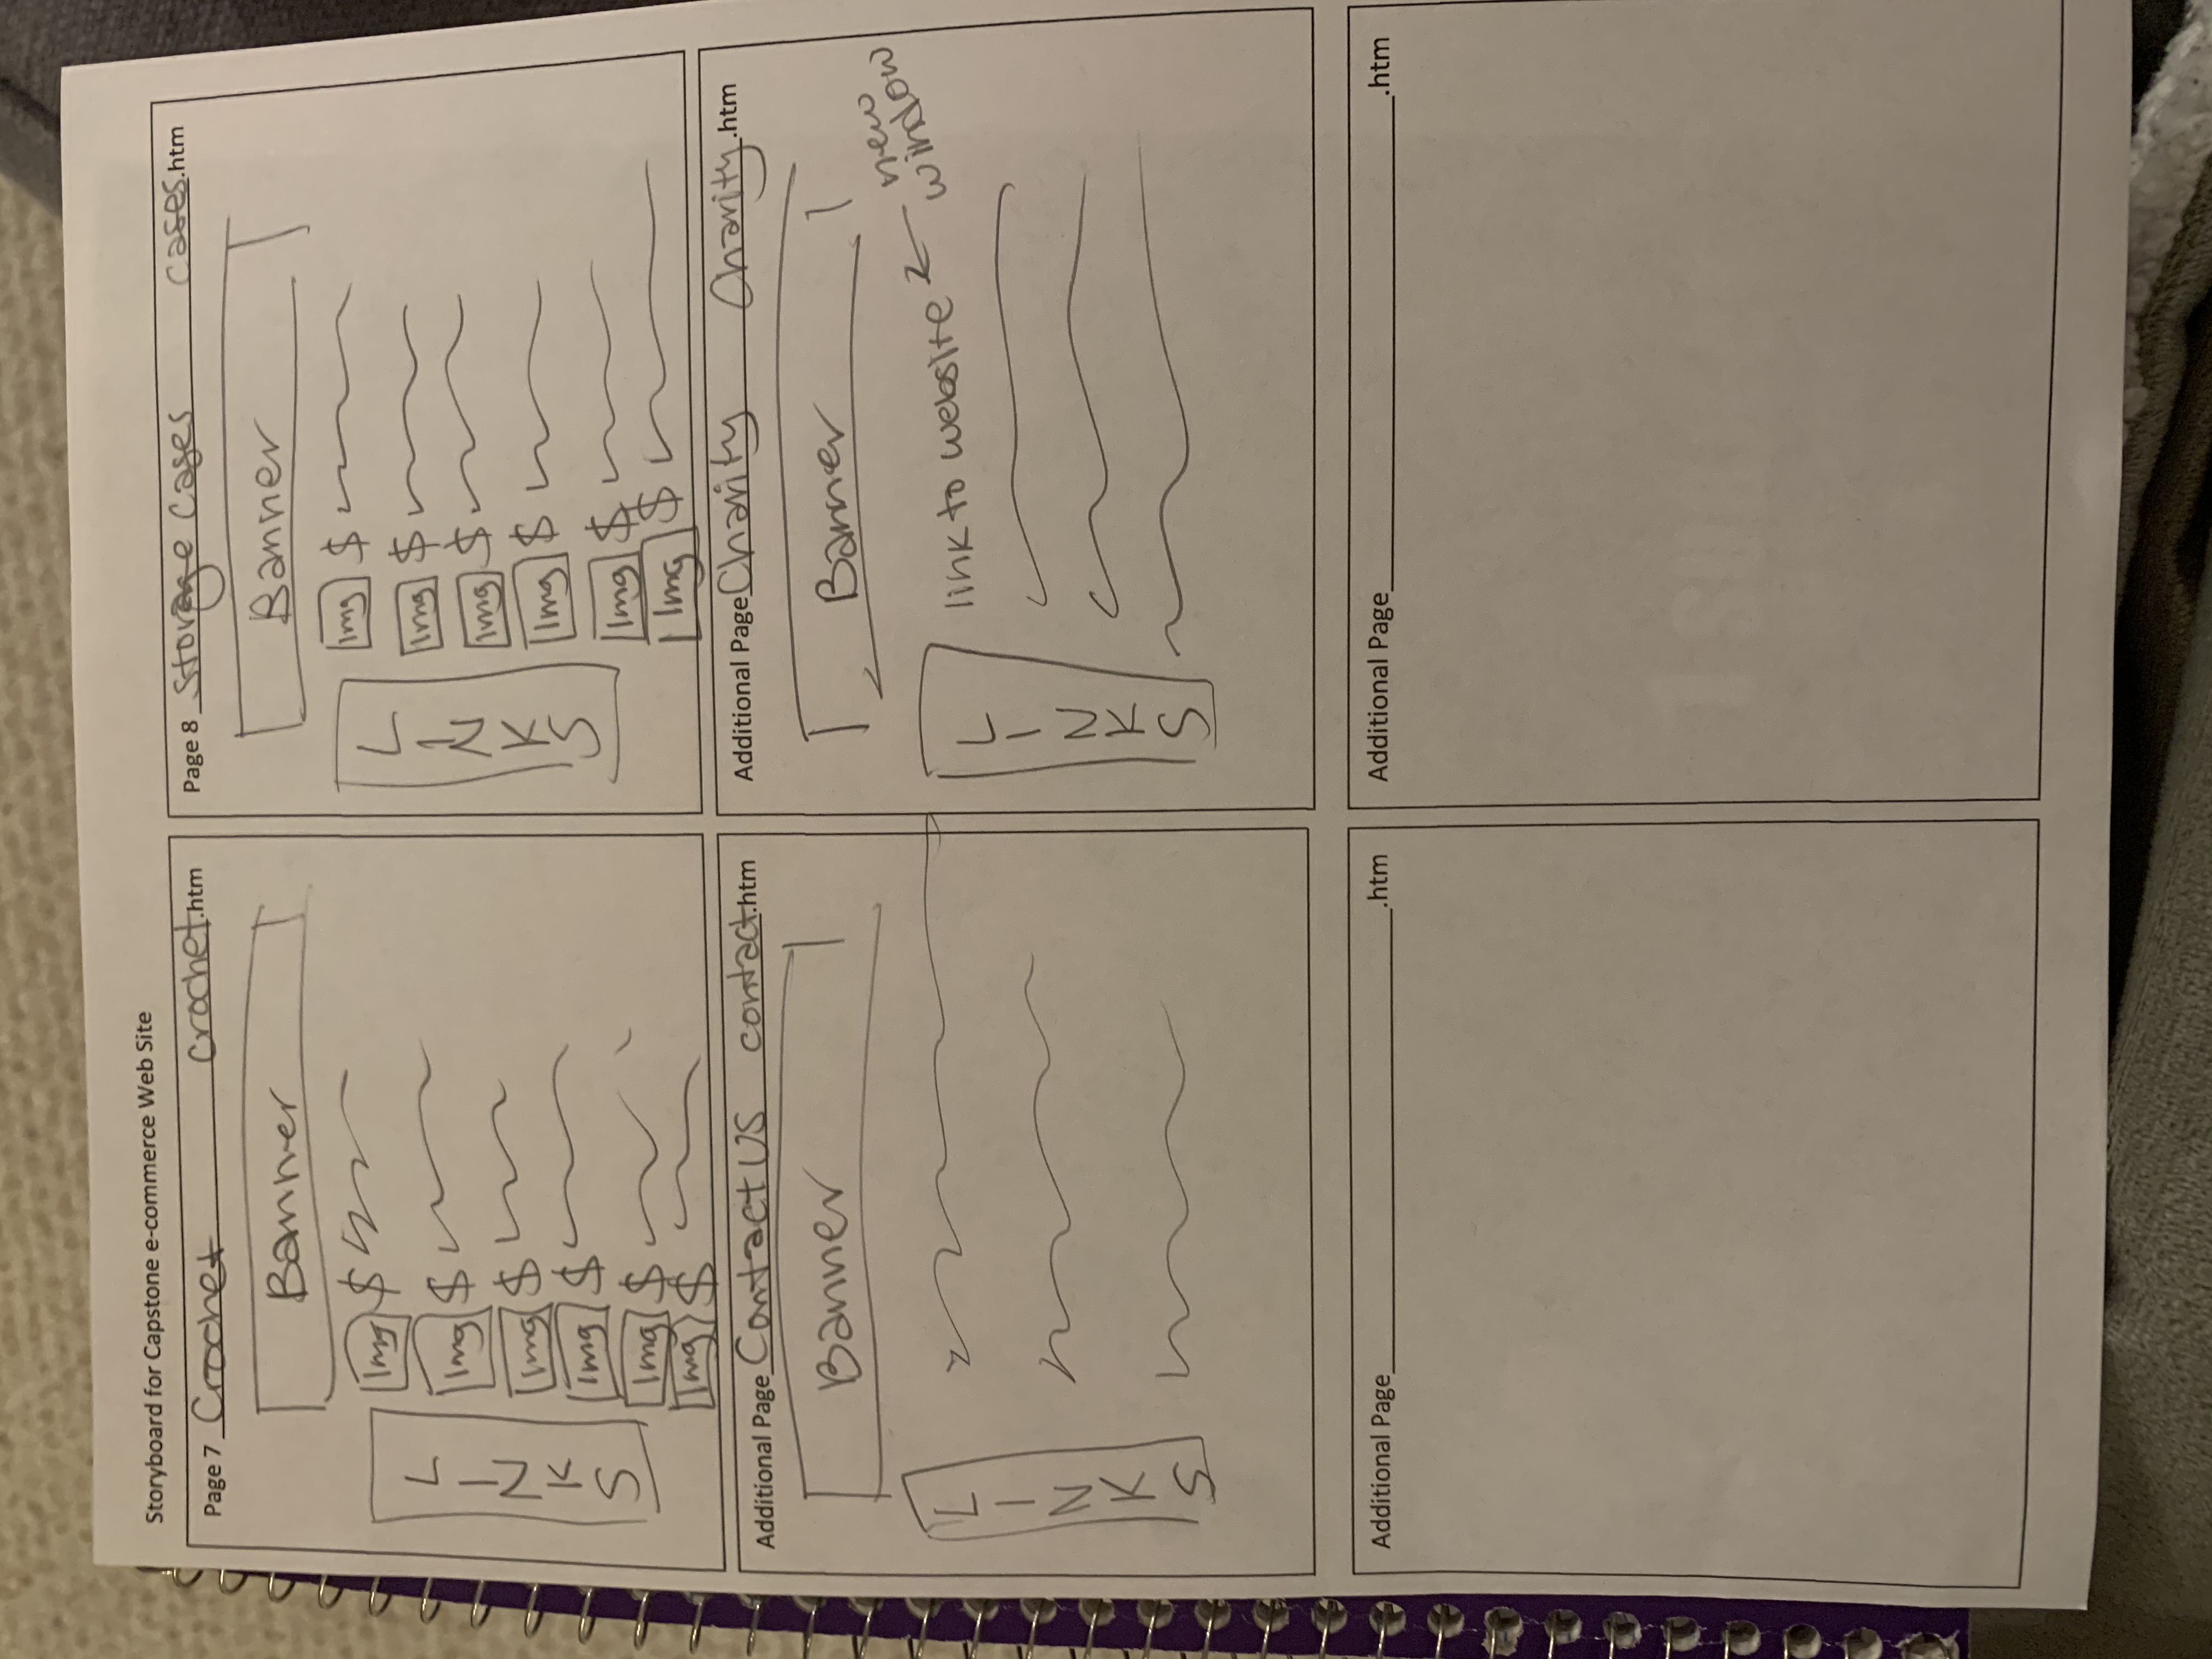 Storyboard for Capstone e-commerce Web Site
Page 7 Crochet crochet.htm
Banner
LINKS
Img $
Img $
Img $
Img $
Img $
Img $
Page 8 Storage Cases cases.htm
Banner
LINKS
Img $
Img $
Img $
Img $
Img $
Img $
Additional Page Contact US contact.htm
Banner
LINKS
Additional Page Charity Charity.htm
Banner
new
window
link to website
LINKS
Additional Page .htm
Additional Page .htm